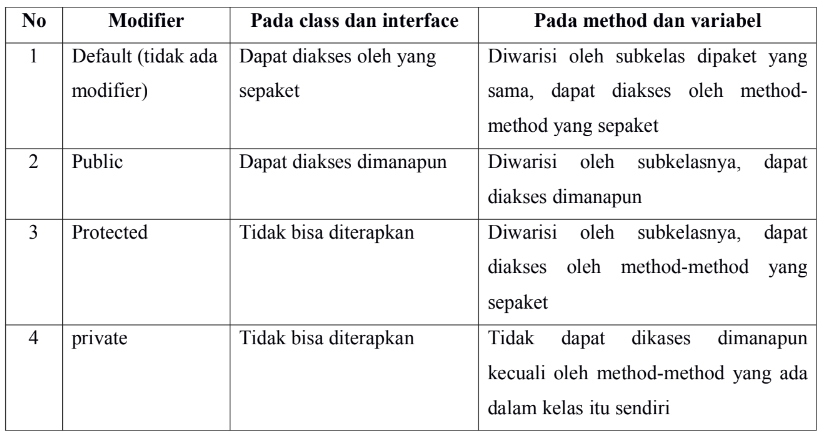 No Modifier Pada class dan interface Pada method dan variabel
1 Default (tidak ada Dapat diakses oleh yang Diwarisi oleh subkelas dipaket yang
modifier) sepaket sama, dapat diakses oleh method-
method yang sepaket
2 Public Dapat diakses dimanapun Diwarisi oleh subkelasnya, dapat
diakses dimanapun
3 Protected Tidak bisa diterapkan Diwarisi oleh subkelasnya, dapat
diakses oleh method-method yang
sepaket
4 private Tidak bisa diterapkan Tidak dapat dikases dimanapun
kecuali oleh method-method yang ada
dalam kelas itu sendiri